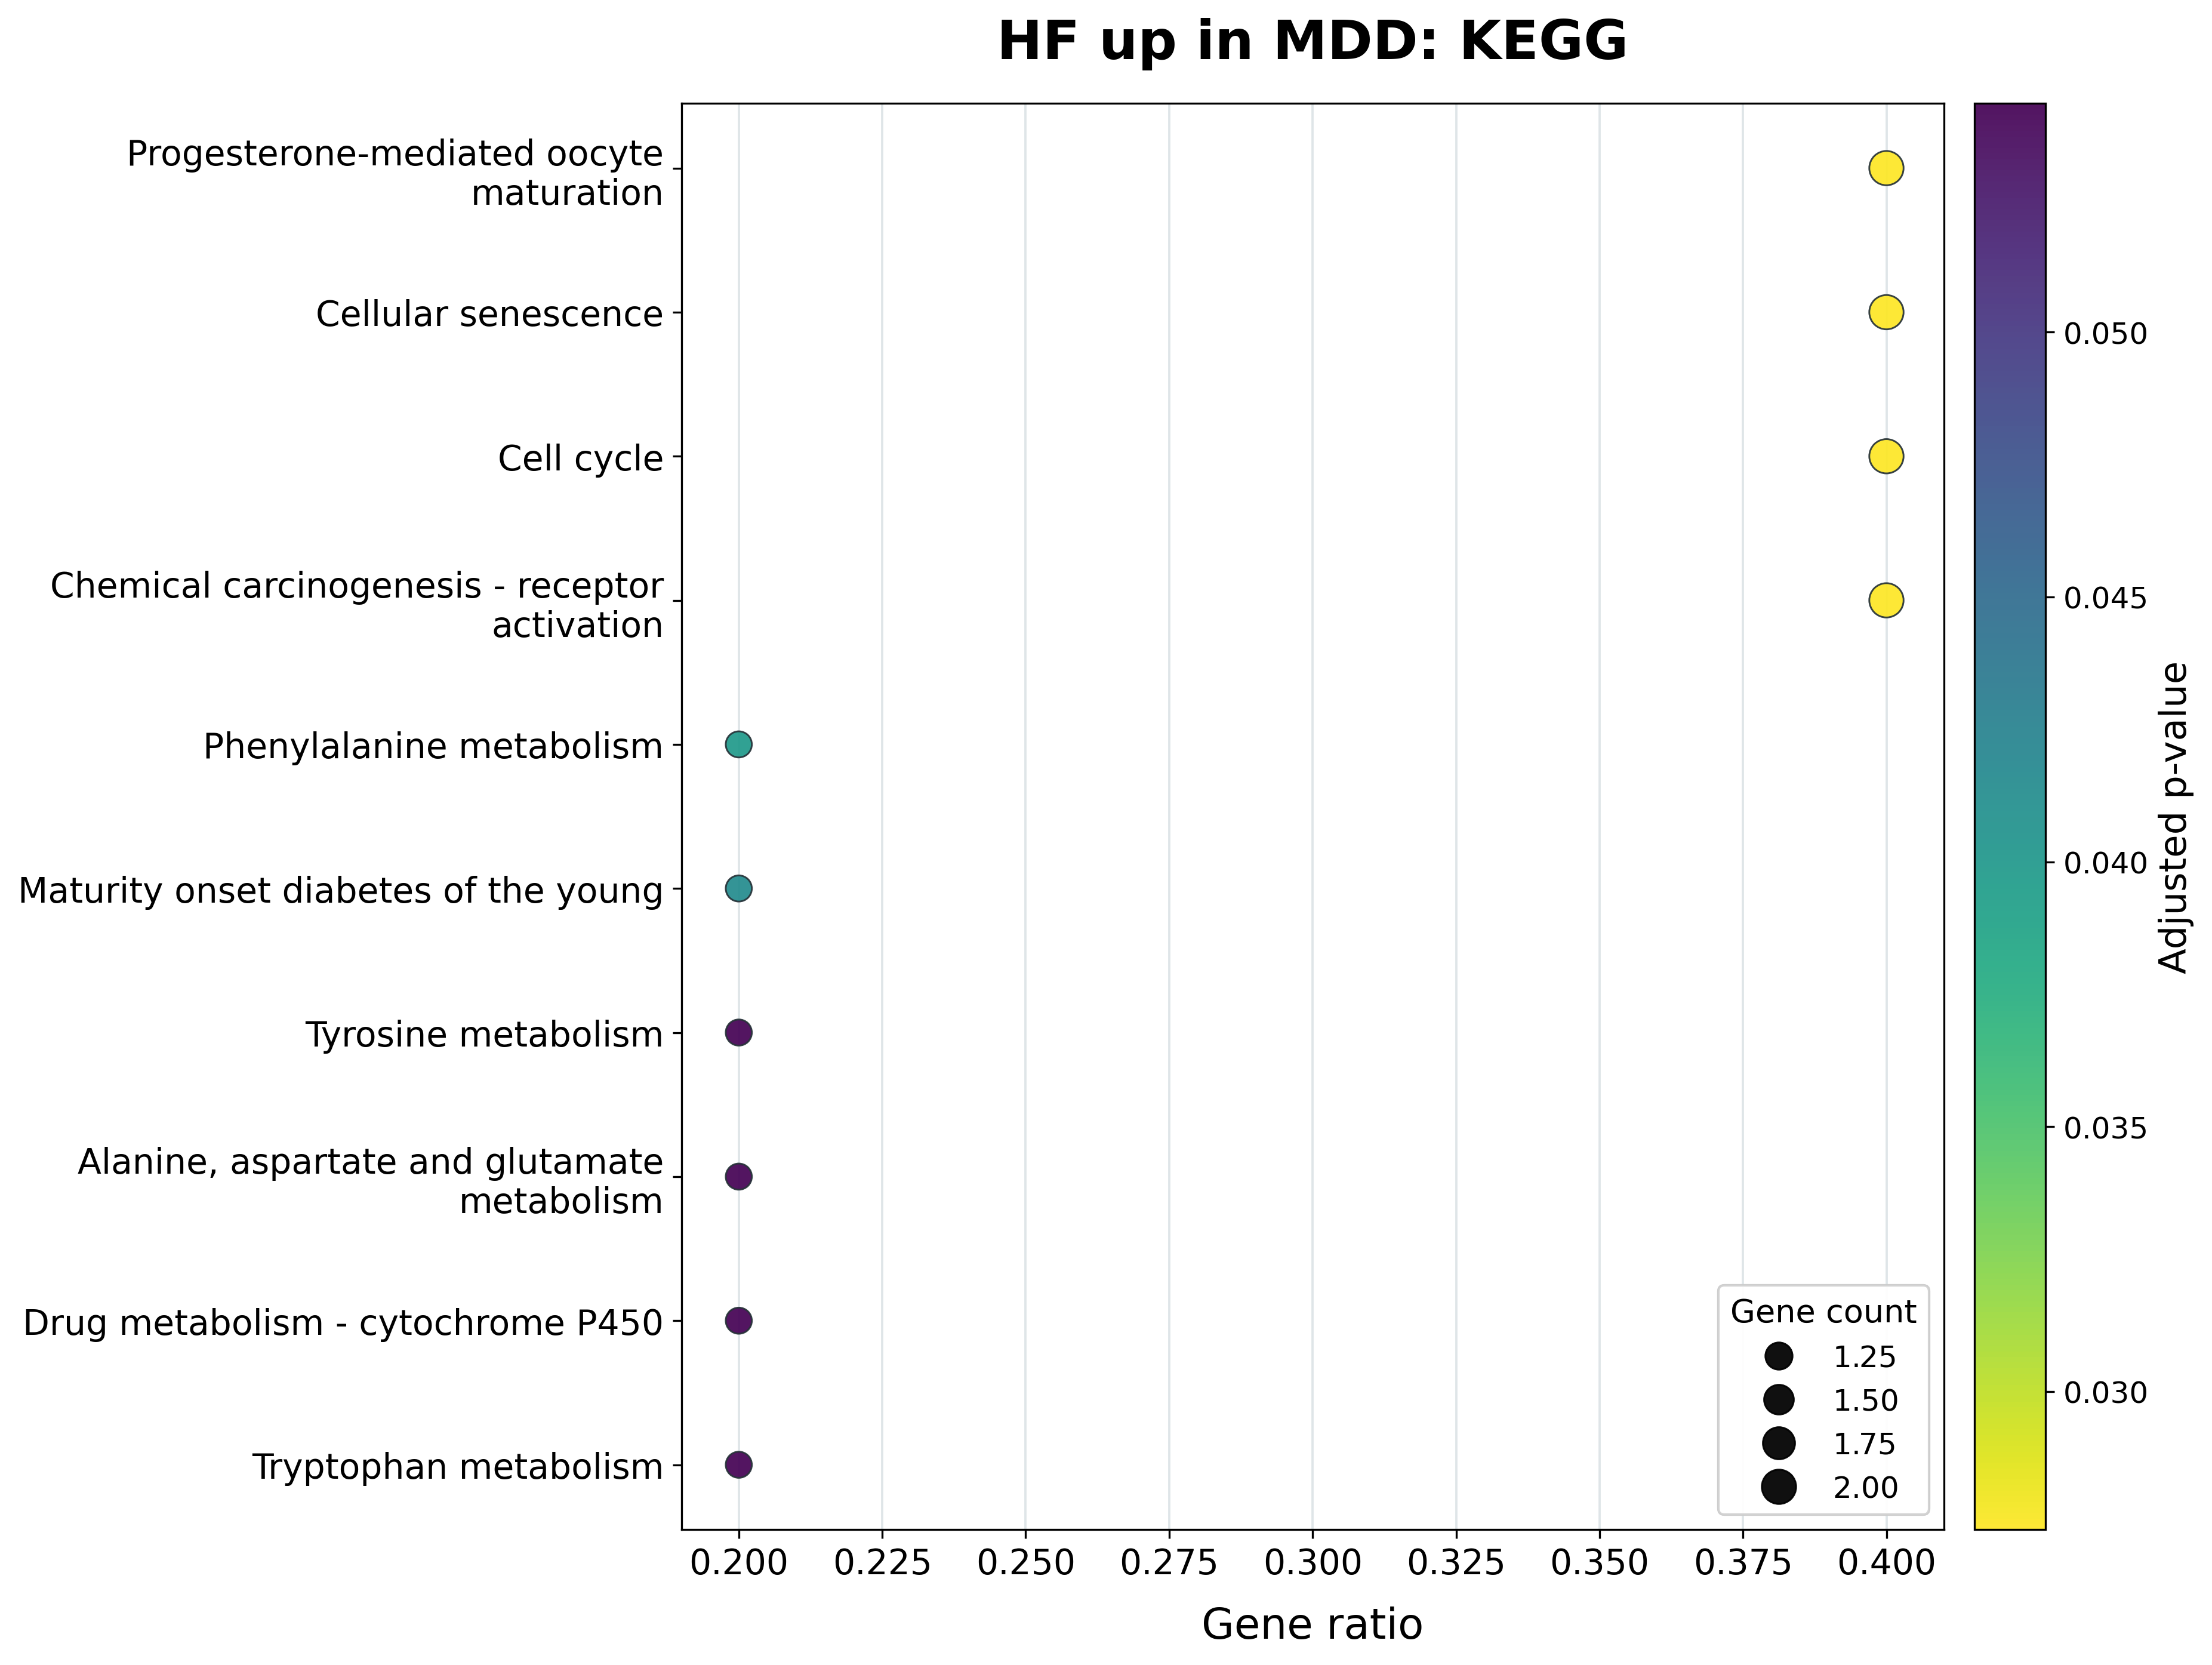 HF up in MDD: KEGG
Progesterone-mediated oocyte
maturation
Cellular senescence
Cell cycle
Chemical carcinogenesis - receptor
activation
Phenylalanine metabolism
Maturity onset diabetes of the young
Tyrosine metabolism
Alanine, aspartate and glutamate
metabolism
Drug metabolism - cytochrome P450
Tryptophan metabolism
Gene count
1.25
1.50
1.75
2.00
0.200 0.225 0.250 0.275 0.300 0.325 0.350 0.375 0.400
Gene ratio
0.050
0.045
0.040
0.035
0.030
Adjusted p-value